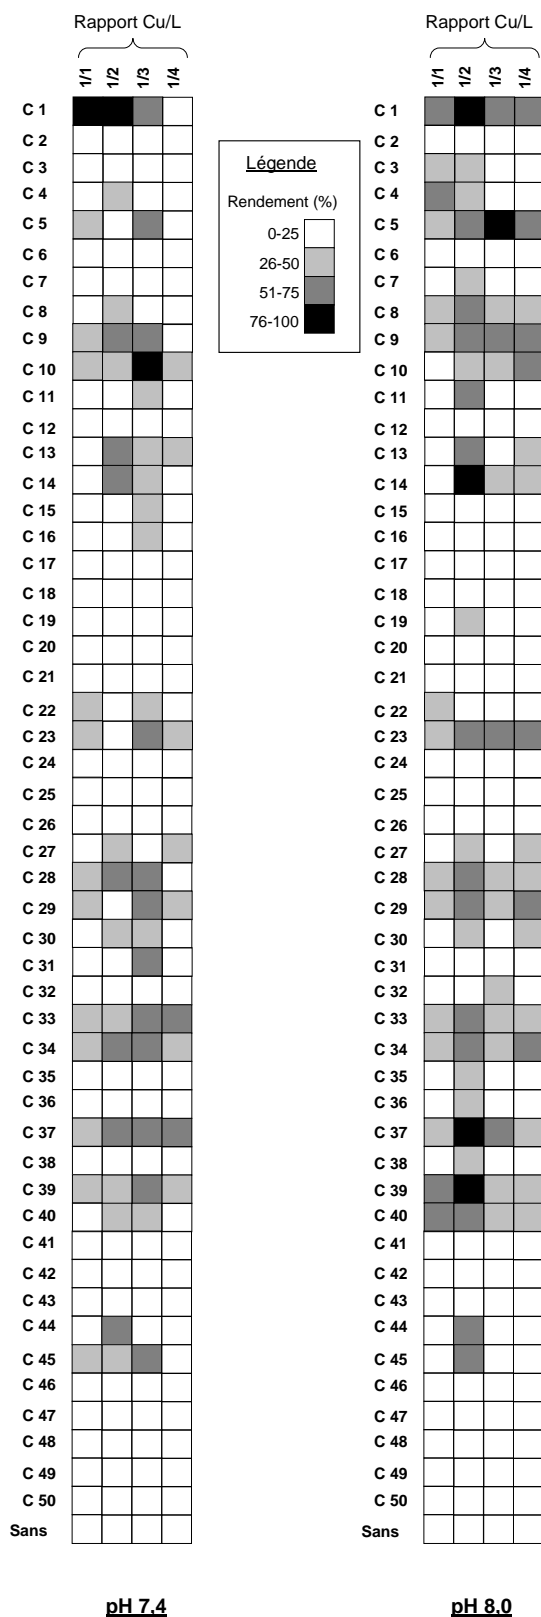 Rapport Cu/L
1/1 1/2 1/3 1/4
C 1
C 2
C 3
C 4
C 5
C 6
C 7
C 8
C 9
C 10
C 11
C 12
C 13
C 14
C 15
C 16
C 17
C 18
C 19
C 20
C 21
C 22
C 23
C 24
C 25
C 26
C 27
C 28
C 29
C 30
C 31
C 32
C 33
C 34
C 35
C 36
C 37
C 38
C 39
C 40
C 41
C 42
C 43
C 44
C 45
C 46
C 47
C 48
C 49
C 50
Sans
pH 7,4
Légende
Rendement (%)
0-25
26-50
51-75
76-100
Rapport Cu/L
1/1 1/2 1/3 1/4
C 1
C 2
C 3
C 4
C 5
C 6
C 7
C 8
C 9
C 10
C 11
C 12
C 13
C 14
C 15
C 16
C 17
C 18
C 19
C 20
C 21
C 22
C 23
C 24
C 25
C 26
C 27
C 28
C 29
C 30
C 31
C 32
C 33
C 34
C 35
C 36
C 37
C 38
C 39
C 40
C 41
C 42
C 43
C 44
C 45
C 46
C 47
C 48
C 49
C 50
Sans
pH 8,0